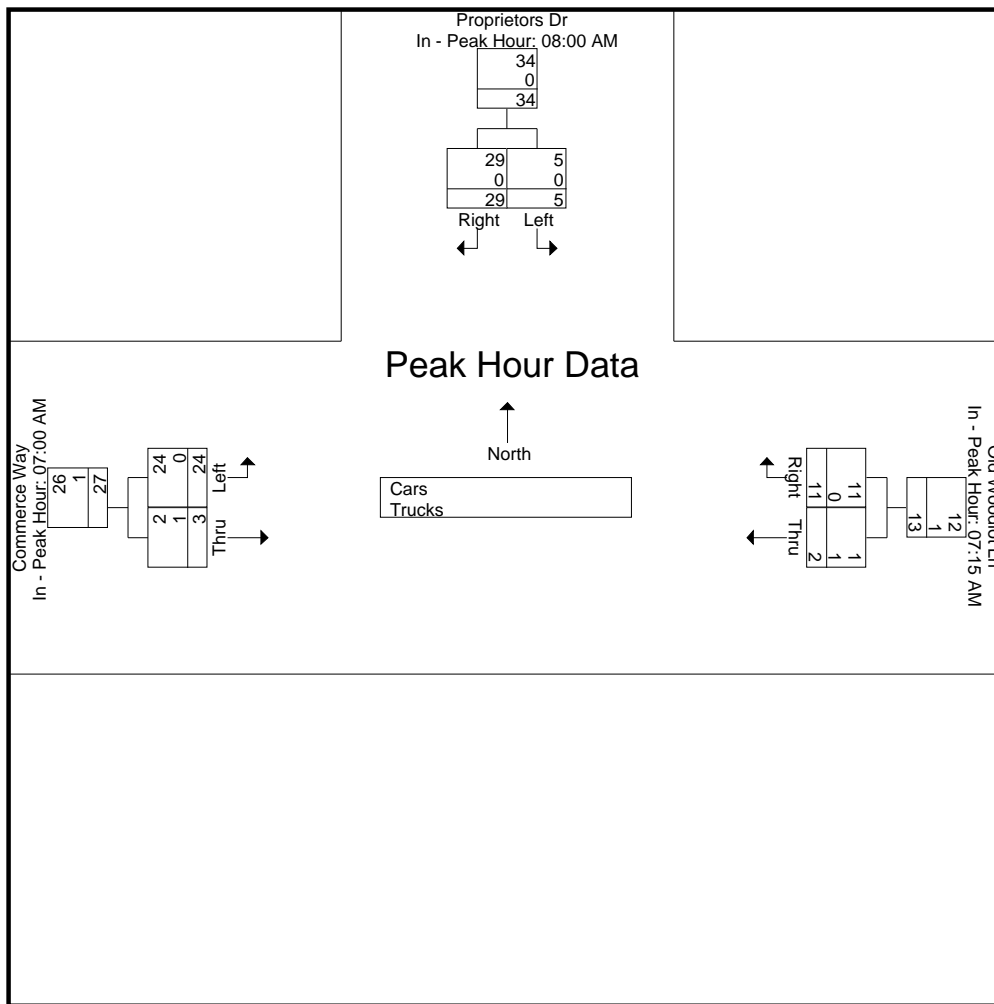 Proprietors Dr
In - Peak Hour: 08:00 AM
34
0
34
29 5
0 0
29 5
Right Left
Peak Hour Data
North
Cars
Trucks
Commerce Way
In - Peak Hour: 07:00 AM
26
1
27
24 0 24
Left
2 1 3
Thru
In - Peak Hour: 07:15 AM
12
1
13
Right
11 0 11
Thru
1 1 2